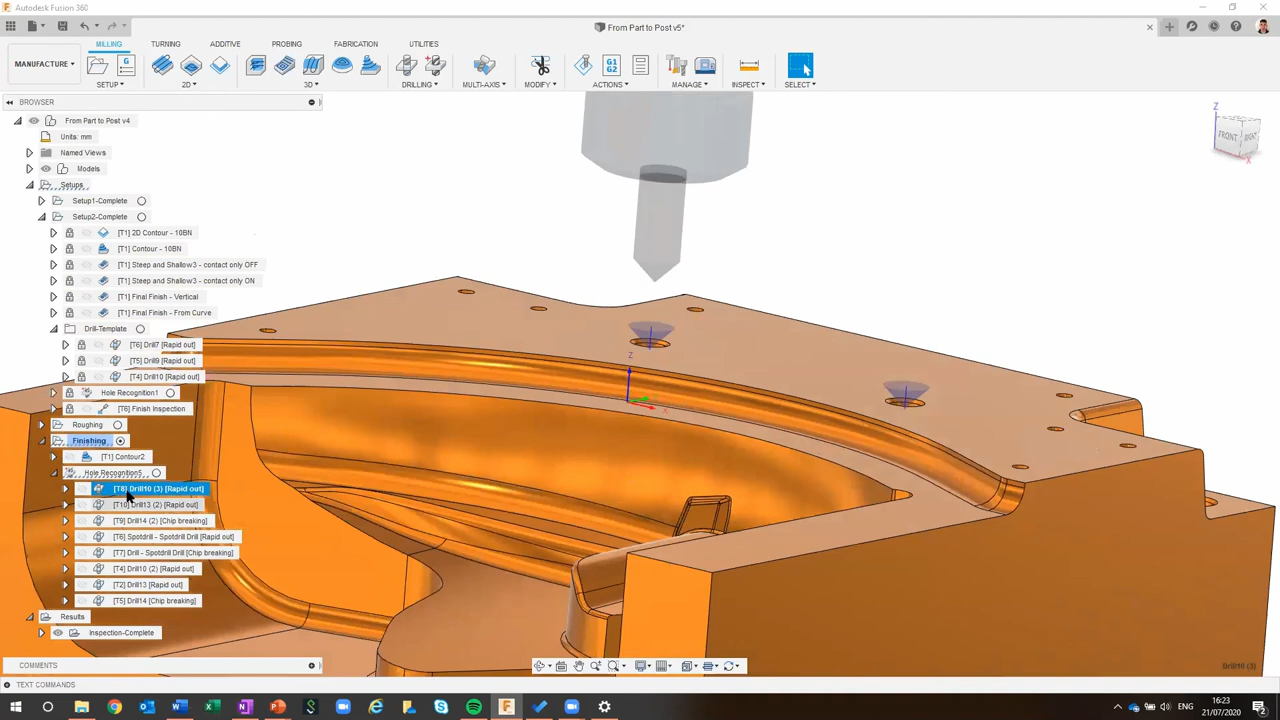 Autodesk Fusion 360
From Part to Post v5*
MILLING
TURNING
ADDITIVE
PROBING
FABRICATION
UTILITIES
MANUFACTURE
G1
G2
SETUP
2D
3D
DRILLING
MULTI-AXIS
MODIFY
ACTIONS
MANAGE
INSPECT
SELECT
BROWSER
From Part to Post v4
Units: mm
Named Views
Models
Setups
Setup1-Complete
Setup2-Complete
[T1] 2D Contour - 10BN
[T1] Contour - 10BN
[T1] Steep and Shallow3 - contact only OFF
[T1] Steep and Shallow3 - contact only ON
[T1] Final Finish - Vertical
[T1] Final Finish - From Curve
Drill-Template
[T6] Drill7 [Rapid out]
[T5] Drill9 [Rapid out]
[T4] Drill10 [Rapid out]
Hole Recognition1
[T6] Finish Inspection
Roughing
Finishing
[T1] Contour2
Hole Recognition5
[T8] Drill10 (3) [Rapid out]
[T10] Drill13 (2) [Rapid out]
[T9] Drill14 (2) [Chip breaking]
[T6] Spotdrill - Spotdrill Drill [Rapid out]
[T7] Drill - Spotdrill Drill [Chip breaking]
[T4] Drill10 (2) [Rapid out]
[T2] Drill13 [Rapid out]
[T5] Drill14 [Chip breaking]
Results
Inspection-Complete
Z
X
Z
FRONT
RIGHT
X
COMMENTS
Drill10 (3)
TEXT COMMANDS
ENG
16:23
21/07/2020